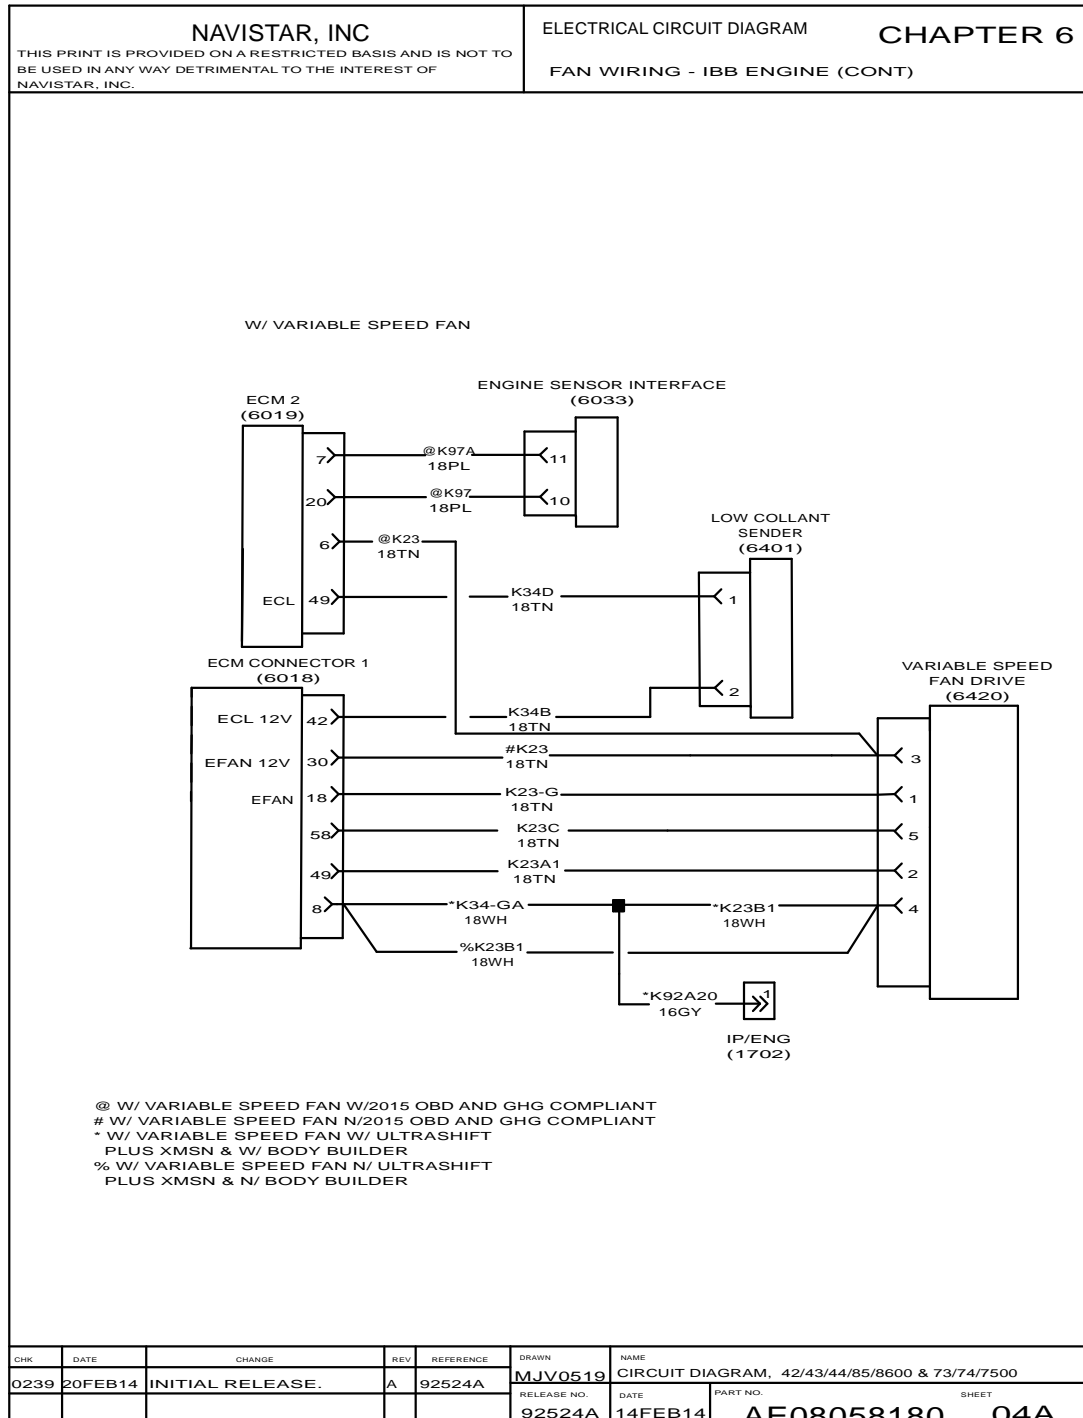 NAVISTAR, INC
THIS PRINT IS PROVIDED ON A RESTRICTED BASIS AND IS NOT TO
BE USED IN ANY WAY DETRIMENTAL TO THE INTEREST OF
NAVISTAR, INC.
ELECTRICAL CIRCUIT DIAGRAM
CHAPTER 6
FAN WIRING - IBB ENGINE (CONT)
W/ VARIABLE SPEED FAN
ENGINE SENSOR INTERFACE
(6033)
ECM 2
(6019)
7
@K97A
18PL
11
20
@K97
18PL
10
LOW COLLANT
SENDER
(6401)
6
@K23
18TN
ECL
49
K34D
18TN
1
2
ECM CONNECTOR 1
(6018)
VARIABLE SPEED
FAN DRIVE
(6420)
ECL 12V
42
K34B
18TN
EFAN 12V
30
#K23
18TN
3
EFAN
18
K23-G
18TN
1
58
K23C
18TN
5
49
K23A1
18TN
2
8
*K34-GA
18WH
*K23B1
18WH
4
%K23B1
18WH
*K92A20
16GY
1
IP/ENG
(1702)
@ W/ VARIABLE SPEED FAN W/2015 OBD AND GHG COMPLIANT
# W/ VARIABLE SPEED FAN N/2015 OBD AND GHG COMPLIANT
* W/ VARIABLE SPEED FAN W/ ULTRASHIFT
PLUS XMSN & W/ BODY BUILDER
% W/ VARIABLE SPEED FAN N/ ULTRASHIFT
PLUS XMSN & N/ BODY BUILDER
CHK DATE CHANGE REV REFERENCE
0239 20FEB14 INITIAL RELEASE. A 92524A
DRAWN
MJV0519
NAME
CIRCUIT DIAGRAM, 42/43/44/85/8600 & 73/74/7500
RELEASE NO.
92524A
DATE
14FEB14
PART NO.
AE08058180
SHEET
04A